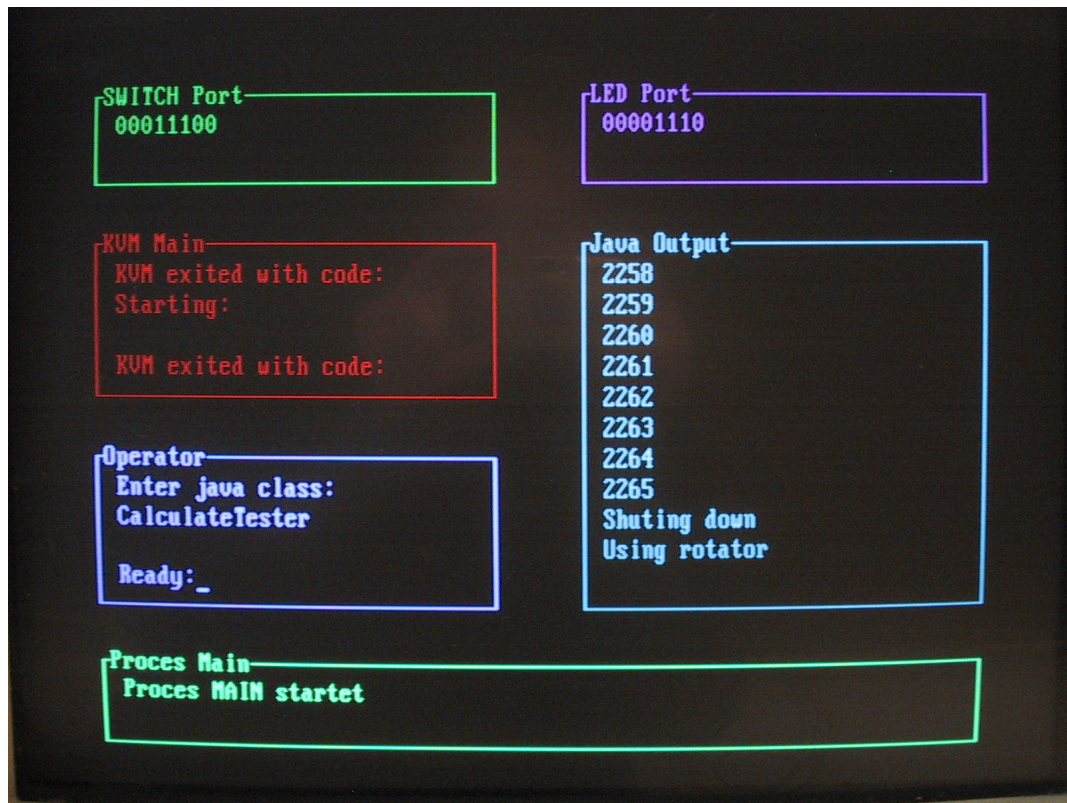 SWITCH Port
00011100
LED Port
00001110
KVM Main
KVM exited with code:
Starting:
KVM exited with code:
Java Output
2258
2259
2260
2261
2262
2263
2264
2265
Shuting down
Using rotator
Operator
Enter java class:
CalculateTester
Ready:_
Proces Main
Proces MAIN startet